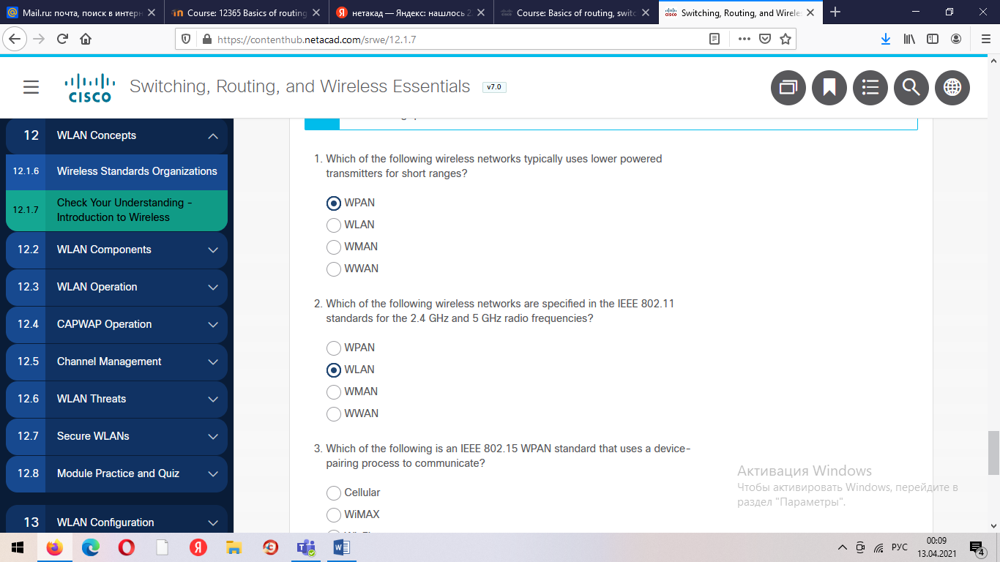 Mail.ru: почта, поиск в интерн
Course: 12365 Basics of routing
нетакад — Яндекс: нашлось 2
Course: Basics of routing, switc
Switching, Routing, and Wirele
https://contenthub.netacad.com/srwe/12.1.7
CISCO
Switching, Routing, and Wireless Essentials
v7.0
12 WLAN Concepts
12.1.6 Wireless Standards Organizations
12.1.7 Check Your Understanding -
Introduction to Wireless
12.2 WLAN Components
12.3 WLAN Operation
12.4 CAPWAP Operation
12.5 Channel Management
12.6 WLAN Threats
12.7 Secure WLANs
12.8 Module Practice and Quiz
13 WLAN Configuration
1. Which of the following wireless networks typically uses lower powered
transmitters for short ranges?
WPAN
WLAN
WMAN
WWAN
2. Which of the following wireless networks are specified in the IEEE 802.11
standards for the 2.4 GHz and 5 GHz radio frequencies?
WPAN
WLAN
WMAN
WWAN
3. Which of the following is an IEEE 802.15 WPAN standard that uses a device-
pairing process to communicate?
Cellular
WiMAX
Активация Windows
Чтобы активировать Windows, перейдите в
раздел "Параметры".
РУС
00:09
13.04.2021
4